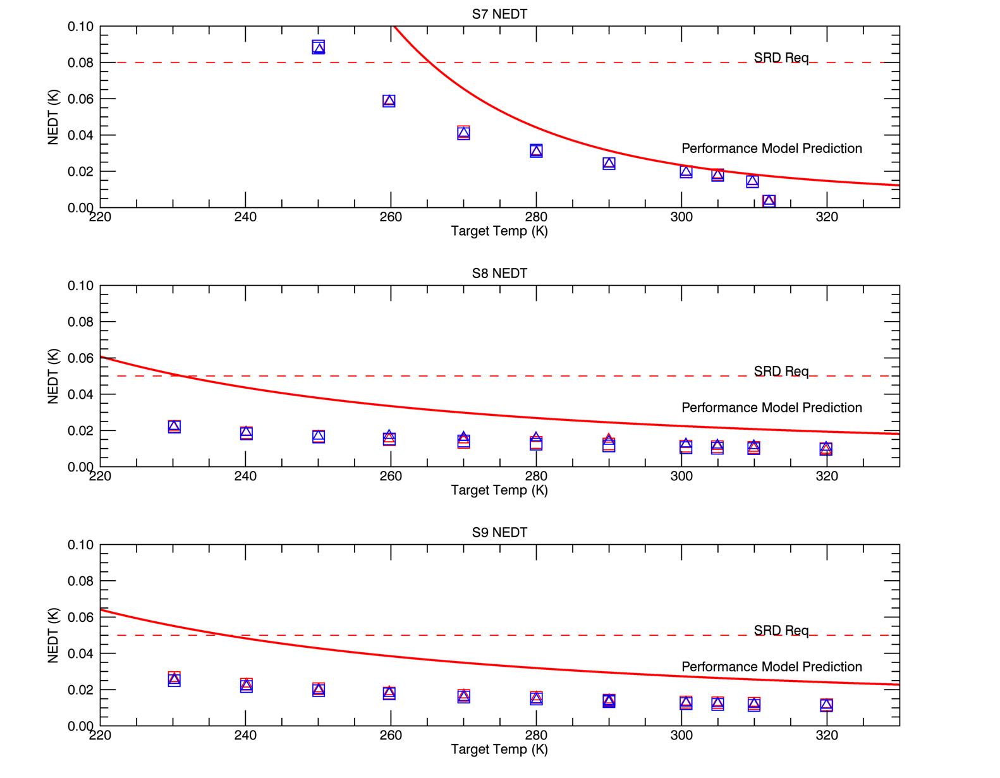 S7 NEDT
0.10
0.08
SRD Req
0.06
NEDT (K)
0.04
Performance Model Prediction
0.02
0.00
220 240 260 280 300 320
Target Temp (K)
S8 NEDT
0.10
0.08
0.06
SRD Req
NEDT (K)
0.04
Performance Model Prediction
0.02
0.00
220 240 260 280 300 320
Target Temp (K)
S9 NEDT
0.10
0.08
0.06
SRD Req
NEDT (K)
0.04
Performance Model Prediction
0.02
0.00
220 240 260 280 300 320
Target Temp (K)